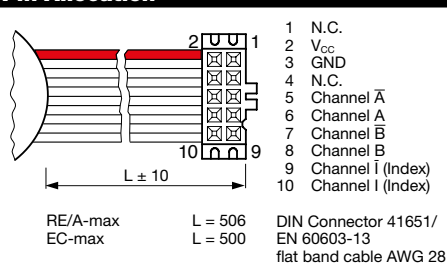 2 1
10 9
L ± 10
1 N.C.
2 V_CC
3 GND
4 N.C.
5 Channel A̅
6 Channel A
7 Channel B̅
8 Channel B
9 Channel I̅ (Index)
10 Channel I (Index)
RE/A-max L = 506
EC-max L = 500
DIN Connector 41651/
EN 60603-13
flat band cable AWG 28